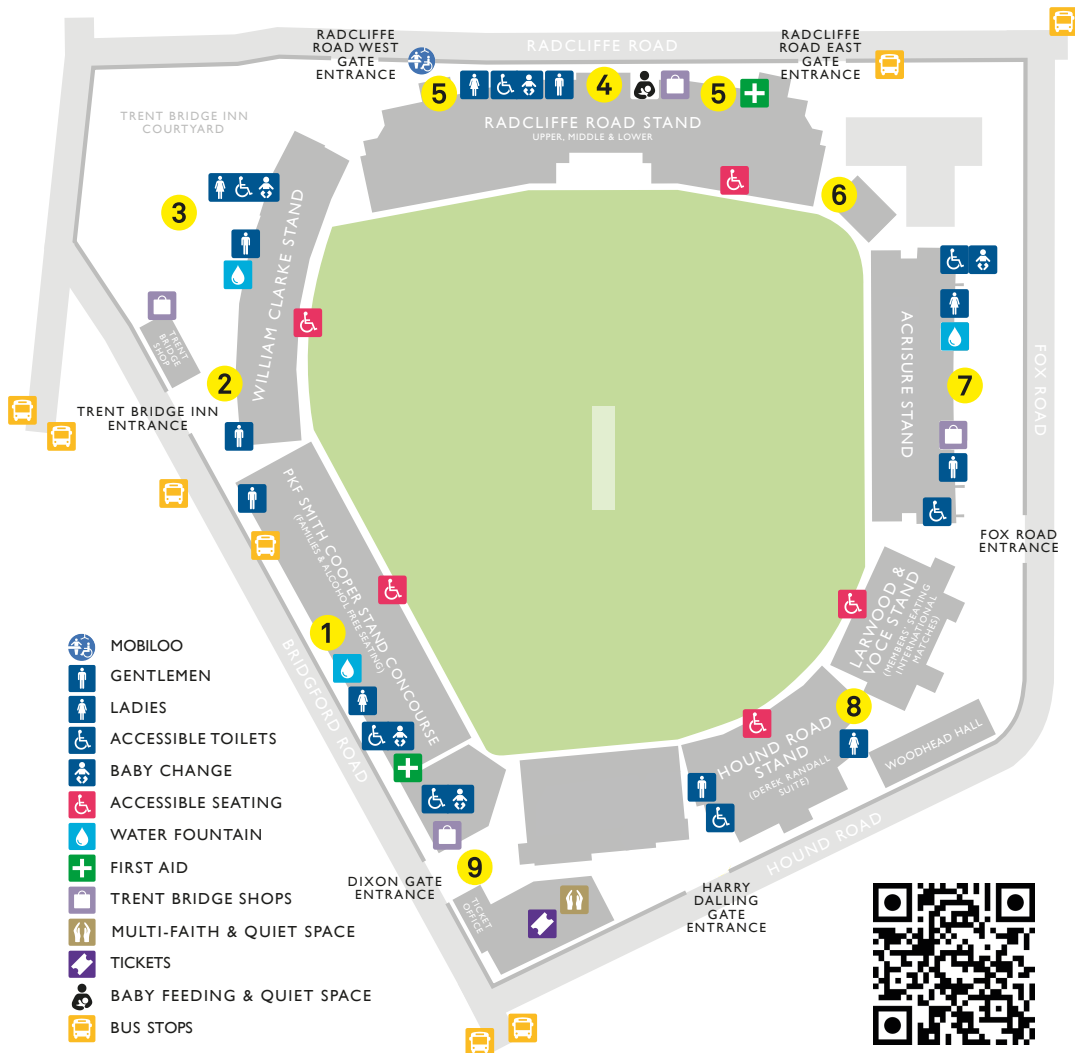 RADCLIFFE
ROAD WEST
GATE
ENTRANCE
RADCLIFFE ROAD
RADCLIFFE
ROAD EAST
GATE
ENTRANCE
TRENT BRIDGE INN
COURTYARD
5
4
5
RADCLIFFE ROAD STAND
UPPER, MIDDLE & LOWER
3
6
WILLIAM CLARKE STAND
TRENT
BRIDGE
SHOP
2
TRENT BRIDGE INN
ENTRANCE
ACRISURE STAND
7
FOX ROAD
FOX ROAD
ENTRANCE
PKF SMITH COOPER STAND CONCOURSE
(FAMILIES & ALCOHOL FREE SEATING)
1
BRIDGFORD ROAD
LARWOOD &
VOCE STAND
(MEMBERS' SEATING
INTERNATIONAL
MATCHES)
8
HOUND ROAD
STAND
(DEREK RANDALL
SUITE)
WOODHEAD HALL
HOUND ROAD
9
DIXON GATE
ENTRANCE
TICKET
OFFICE
HARRY
DALLING
GATE
ENTRANCE
MOBILOO
GENTLEMEN
LADIES
ACCESSIBLE TOILETS
BABY CHANGE
ACCESSIBLE SEATING
WATER FOUNTAIN
FIRST AID
TRENT BRIDGE SHOPS
MULTI-FAITH & QUIET SPACE
TICKETS
BABY FEEDING & QUIET SPACE
BUS STOPS